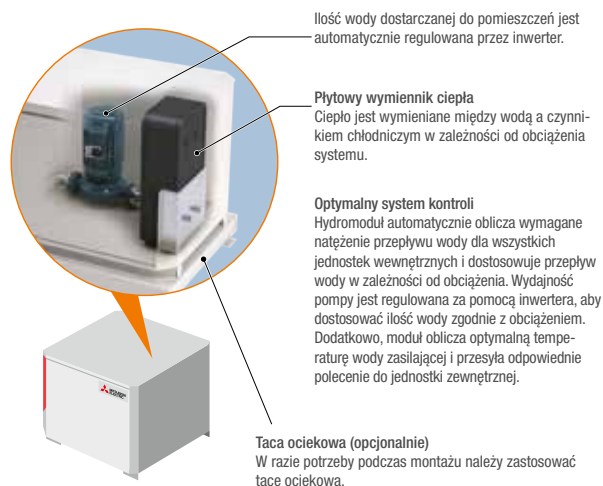 Ilość wody dostarczanej do pomieszczeń jest
automatycznie regulowana przez inwerter.
Płytowy wymiennik ciepła
Ciepło jest wymieniane między wodą a czynni-
kiem chłodniczym w zależności od obciążenia
systemu.
Optymalny system kontroli
Hydromoduł automatycznie oblicza wymagane
natężenie przepływu wody dla wszystkich
jednostek wewnętrznych i dostosowuje przepływ
wody w zależności od obciążenia. Wydajność
pompy jest regulowana za pomocą inwertera, aby
dostosować ilość wody zgodnie z obciążeniem.
Dodatkowo, moduł oblicza optymalną tempe-
raturę wody zasilającej i przesyła odpowiednie
polecenie do jednostki zewnętrznej.
Taca ociekowa (opcjonalnie)
W razie potrzeby podczas montażu należy zastosować
tacę ociekową.